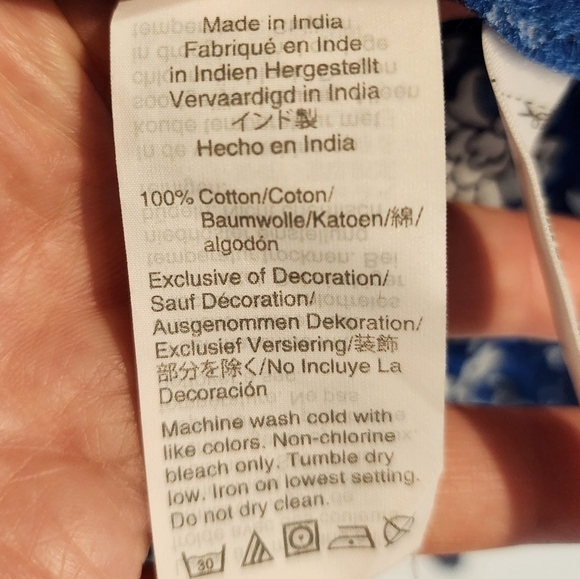 Made in India
Fabriqué en Inde
in Indien Hergestellt
Vervaardigd in India
インド製
Hecho en India
100% Cotton/Coton/
Baumwolle/Katoen/綿/
algodón
Exclusive of Decoration/
Sauf Décoration/
Ausgenommen Dekoration/
Exclusief Versiering/装飾
部分を除く/No Incluye La
Decoración
Machine wash cold with
like colors. Non-chlorine
bleach only. Tumble dry
low. Iron on lowest setting.
Do not dry clean.
30